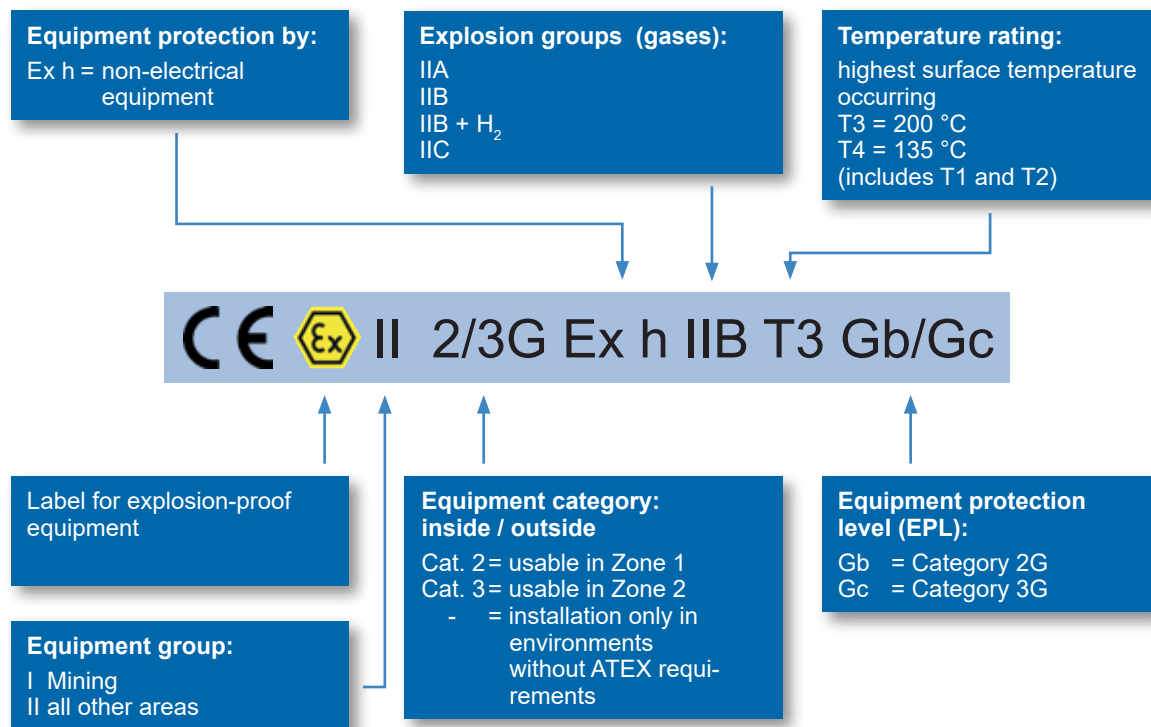 Equipment protection by:
Ex h = non-electrical
equipment
Explosion groups (gases):
IIA
IIB
IIB + H₂
IIC
Temperature rating:
highest surface temperature
occurring
T3 = 200 °C
T4 = 135 °C
(includes T1 and T2)
CE Ex II 2/3G Ex h IIB T3 Gb/Gc
Label for explosion-proof
equipment
Equipment group:
I Mining
II all other areas
Equipment category:
inside / outside
Cat. 2 = usable in Zone 1
Cat. 3 = usable in Zone 2
- = installation only in
environments
without ATEX requi-
rements
Equipment protection
level (EPL):
Gb = Category 2G
Gc = Category 3G